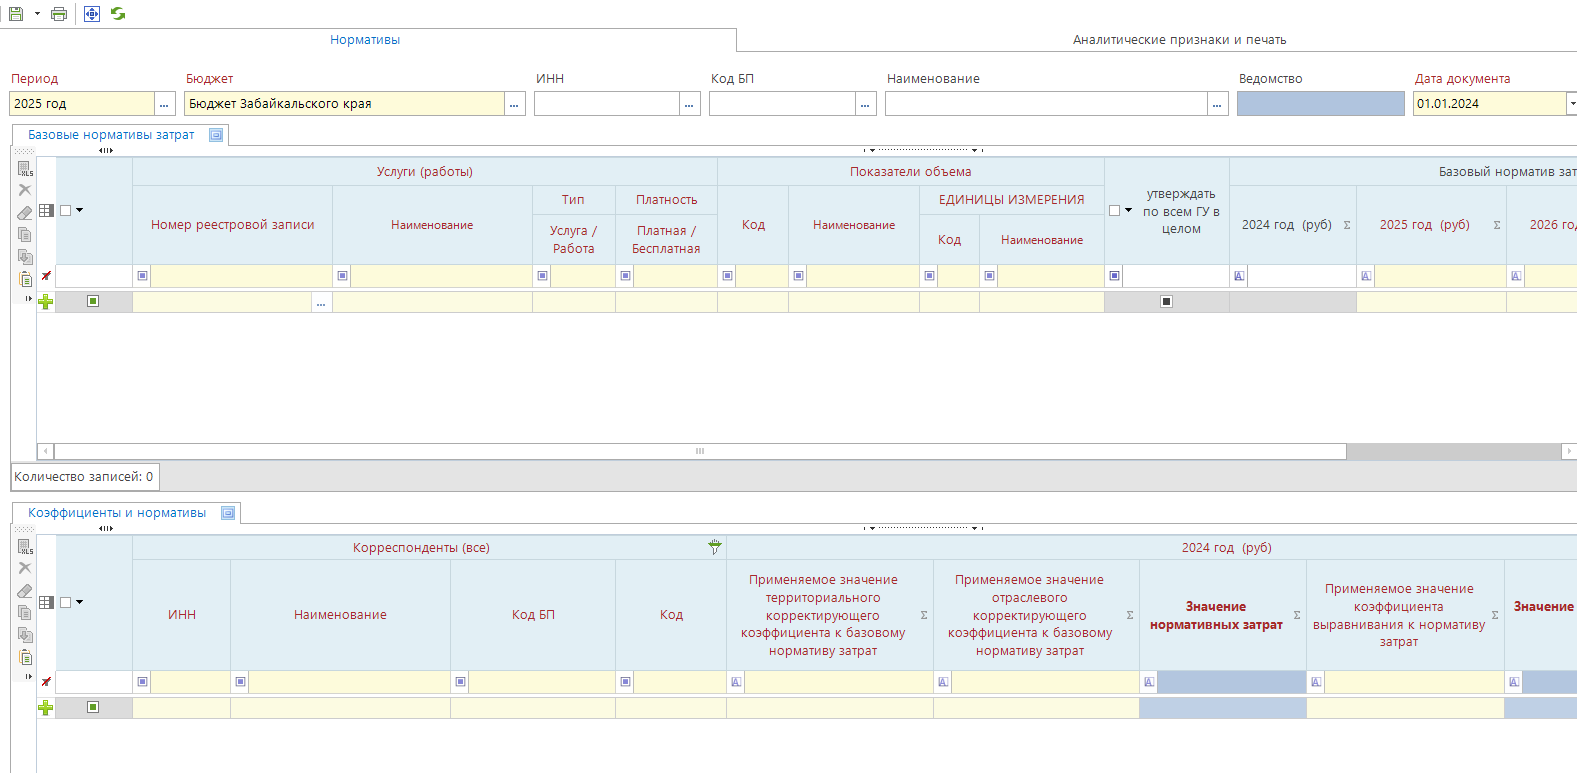 Нормативы
Аналитические признаки и печать
Период
Бюджет
ИНН
Код БП
Наименование
Ведомство
Дата документа
2025 год
...
Бюджет Забайкальского края
...
...
...
...
01.01.2024
Базовые нормативы затрат
Услуги (работы)
Показатели объема
утверждать
по всем ГУ в
целом
Базовый норматив зат
Номер реестровой записи
Наименование
Тип
Услуга /
Работа
Платность
Платная /
Бесплатная
Код
Наименование
ЕДИНИЦЫ ИЗМЕРЕНИЯ
Код
Наименование
2024 год (руб) Σ
2025 год (руб) Σ
2026 го
...
Количество записей: 0
Коэффициенты и нормативы
Корреспонденты (все)
2024 год (руб)
ИНН
Наименование
Код БП
Код
Применяемое значение
территориального
корректирующего
коэффициента к базовому
нормативу затрат
Σ
Применяемое значение
отраслевого
корректирующего
коэффициента к базовому
нормативу затрат
Σ
Значение
нормативных затрат
Σ
Применяемое значение
коэффициента
выравнивания к нормативу
затрат
Σ
Значение